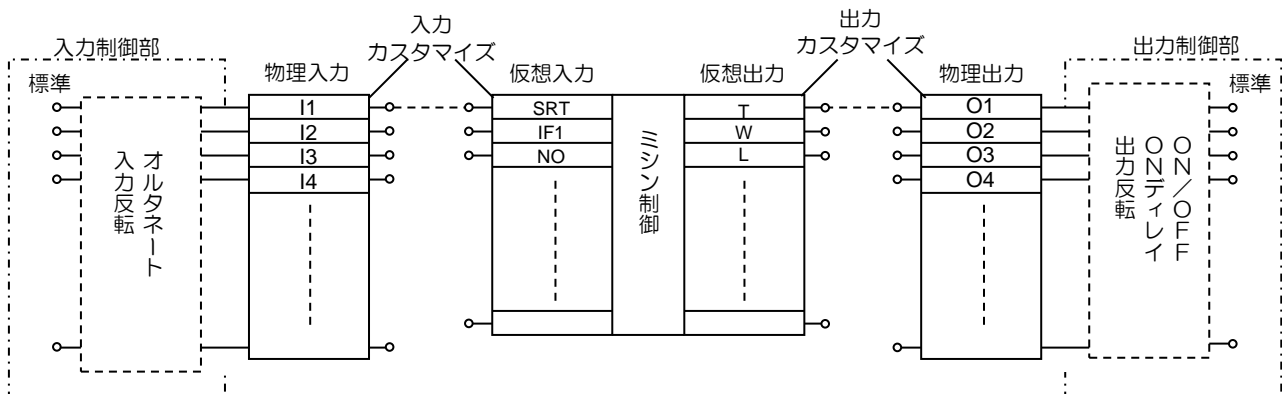 入力制御部
標準
オルタネート
入力反転
物理入力
I1
I2
I3
I4
入力
カスタマイズ
仮想入力
SRT
IF1
NO
ミシン制御
仮想出力
T
W
L
出力
カスタマイズ
物理出力
O1
O2
O3
O4
出力制御部
標準
ON/OFF
ONディレイ
出力反転